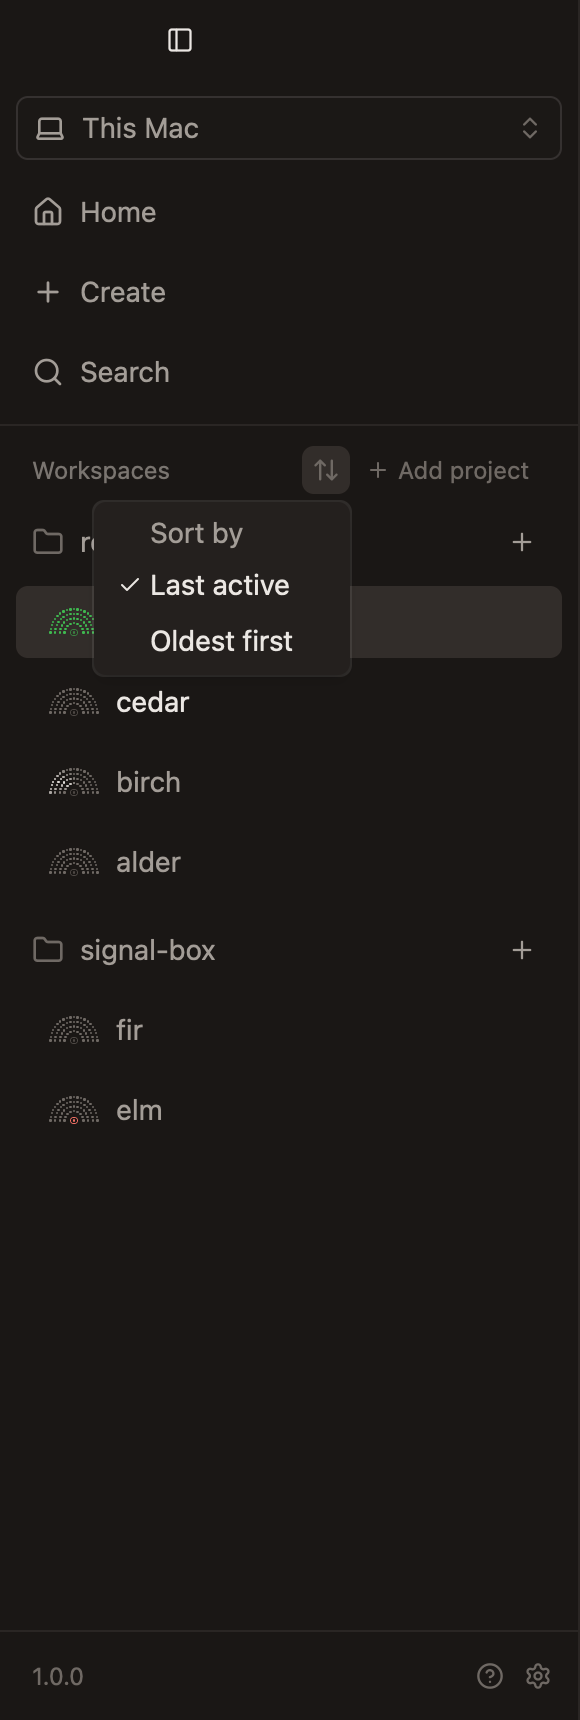 This Mac
Home
Create
Search
Workspaces
Add project
Sort by
Last active
Oldest first
cedar
birch
alder
signal-box
fir
elm
1.0.0